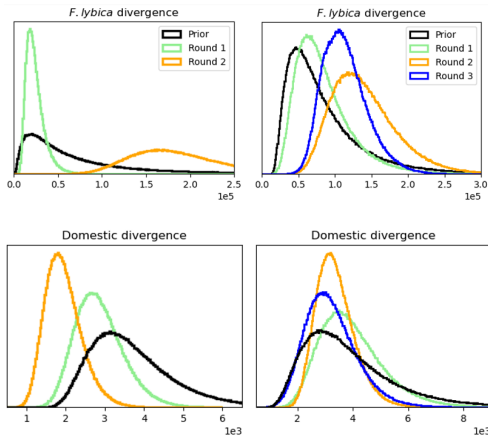 F. lybica divergence
Prior
Round 1
Round 2
0.0 0.5 1.0 1.5 2.0 2.5
1e5
F. lybica divergence
Prior
Round 1
Round 2
Round 3
0.0 0.5 1.0 1.5 2.0 2.5 3.0
1e5
Domestic divergence
1 2 3 4 5 6
1e3
Domestic divergence
2 4 6 8
1e3